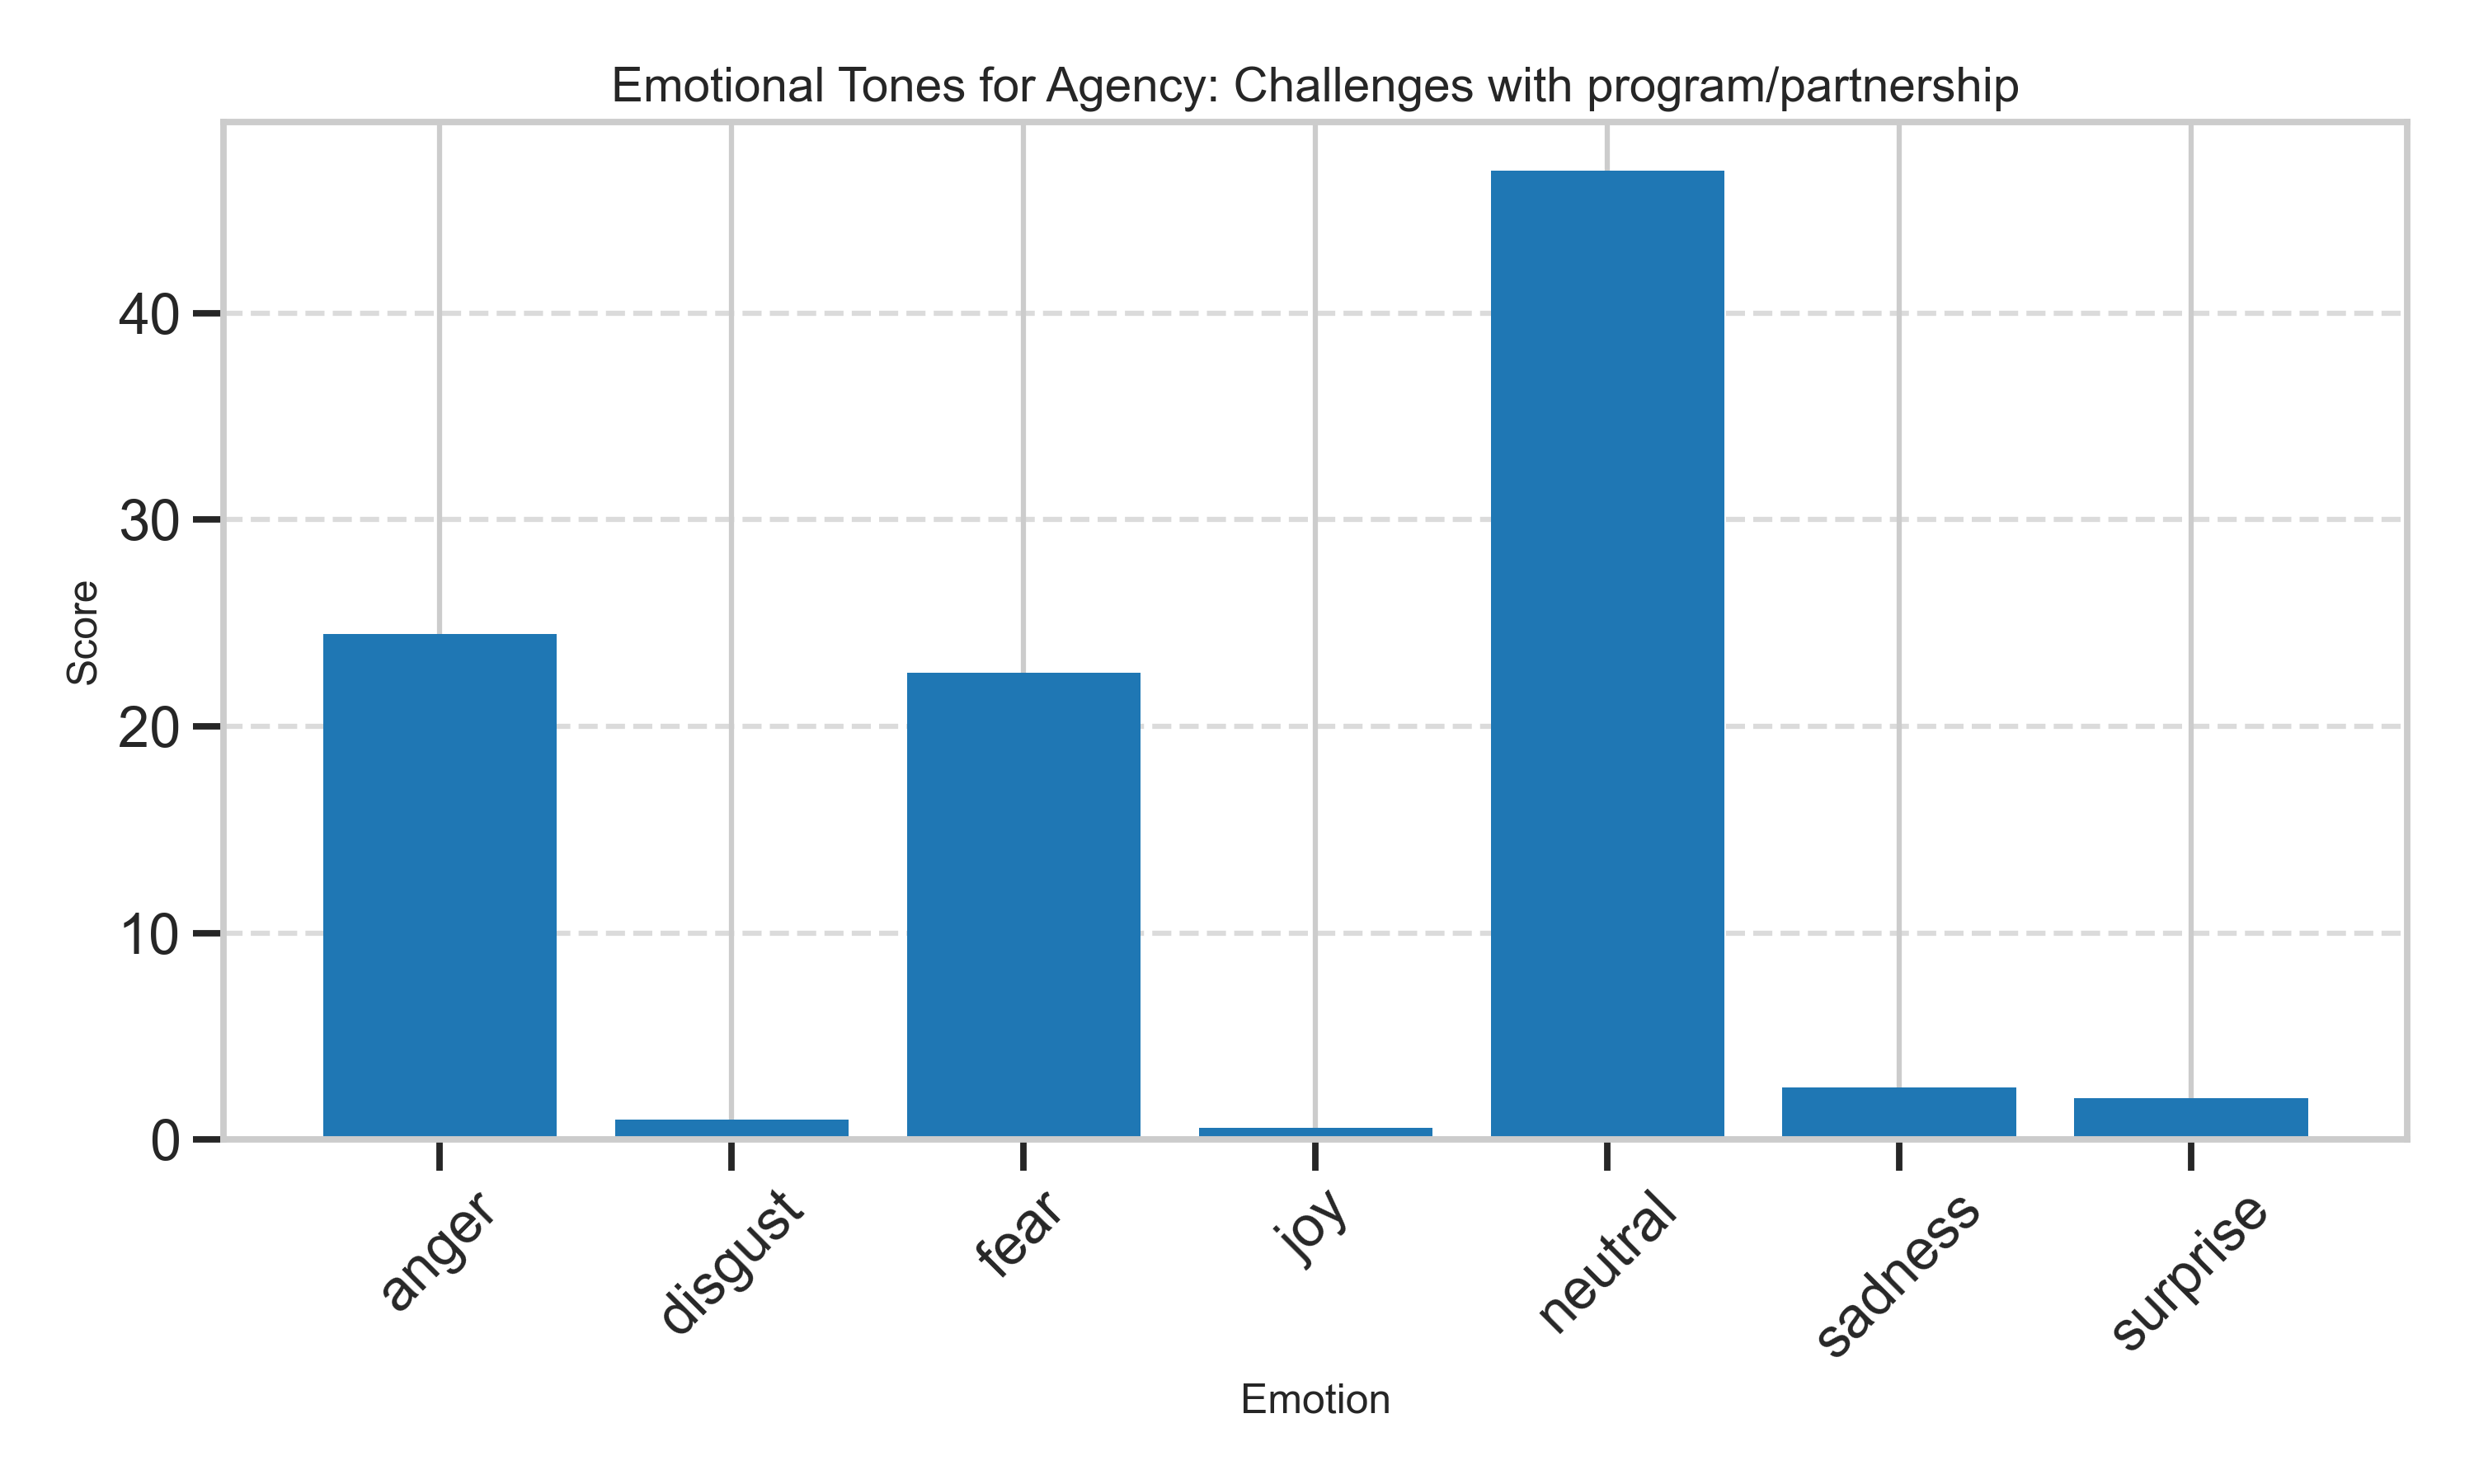 Emotional Tones for Agency: Challenges with program/partnership
40
30
20
10
0
Score
anger
disgust
fear
joy
neutral
sadness
surprise
Emotion